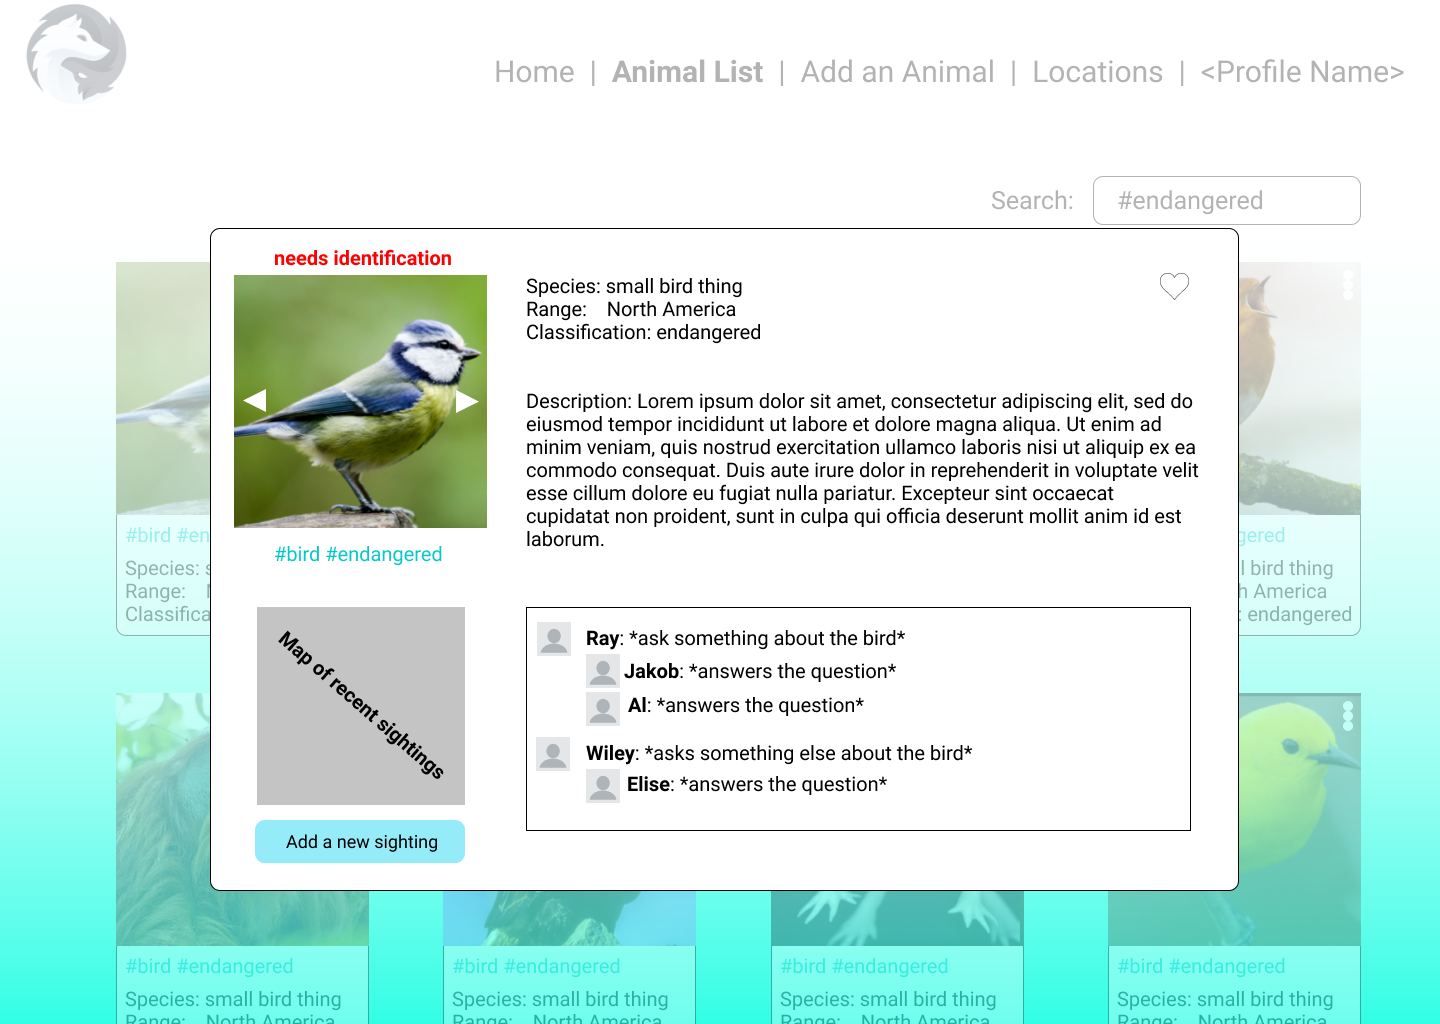 Home | Animal List | Add an Animal | Locations | <Profile Name>
Search: #endangered
needs identification
Species: small bird thing
Range: North America
Classification: endangered
Description: Lorem ipsum dolor sit amet, consectetur adipiscing elit, sed do
eiusmod tempor incididunt ut labore et dolore magna aliqua. Ut enim ad
minim veniam, quis nostrud exercitation ullamco laboris nisi ut aliquip ex ea
commodo consequat. Duis aute irure dolor in reprehenderit in voluptate velit
esse cillum dolore eu fugiat nulla pariatur. Excepteur sint occaecat
cupidatat non proident, sunt in culpa qui officia deserunt mollit anim id est
laborum.
#bird #endangered
Map of recent sightings
Add a new sighting
Ray: *ask something about the bird*
Jakob: *answers the question*
Al: *answers the question*
Wiley: *asks something else about the bird*
Elise: *answers the question*
#bird #en
Species: s
Range:
Classifica
gered
l bird thing
h America
: endangered
#bird #endangered
Species: small bird thing
Range: North America
#bird #endangered
Species: small bird thing
Range: North America
#bird #endangered
Species: small bird thing
Range: North America
#bird #endangered
Species: small bird thing
Range: North America